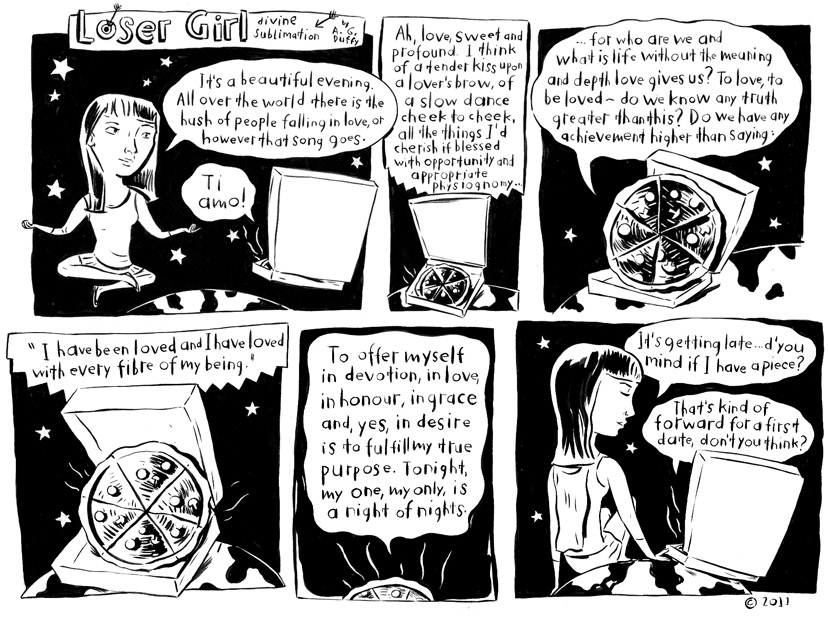 Loser Girl
divine
sublimation
by
A. G.
Duffy
It's a beautiful evening.
All over the world there is the
hush of people falling in love, or
however that song goes.
Ti
amo!
Ah, love, sweet and
profound. I think
of a tender kiss upon
a lover's brow, of
a slow dance
cheek to cheek,
all the things I'd
cherish if blessed
with opportunity and
appropriate
physiognomy...
...for who are we and
what is life without the meaning
and depth love gives us? To love, to
be loved ~ do we know any truth
greater than this? Do we have any
achievement higher than saying:
"I have been loved and I have loved
with every fibre of my being."
To offer myself
in devotion, in love,
in honour, in grace
and, yes, in desire
is to fulfill my true
purpose. Tonight,
my one, my only, is
a night of nights.
It's getting late...d'you
mind if I have a piece?
That's kind of
forward for a first
date, don't you think?
© 2011